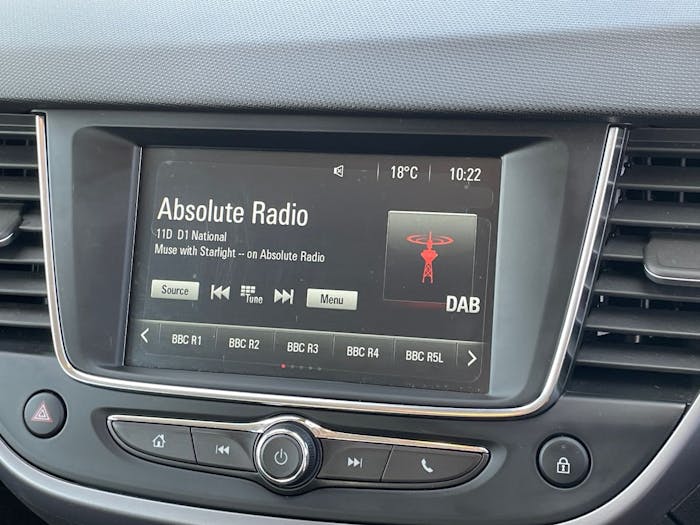 18°C 10:22
Absolute Radio
11D D1 National
Muse with Starlight -- on Absolute Radio
DAB
Source Tune Menu
BBC R1 BBC R2 BBC R3 BBC R4 BBC R5L